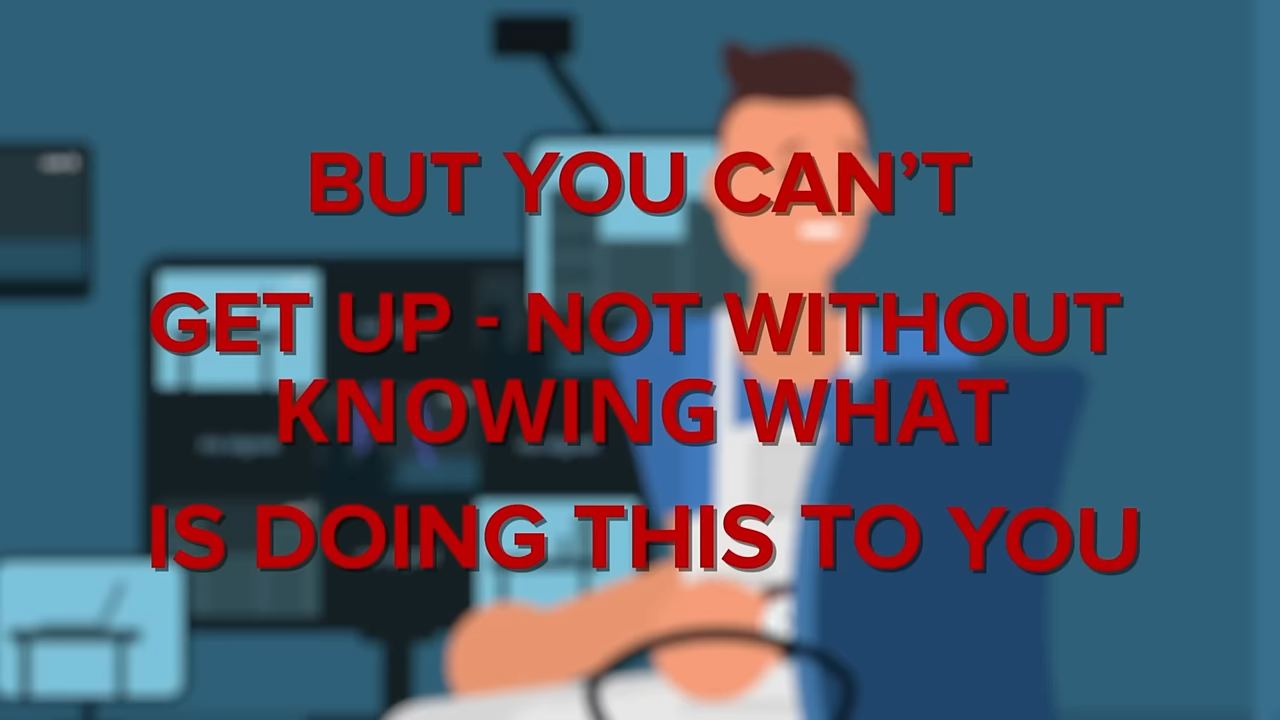 BUT YOU CAN’T
GET UP - NOT WITHOUT
KNOWING WHAT
IS DOING THIS TO YOU